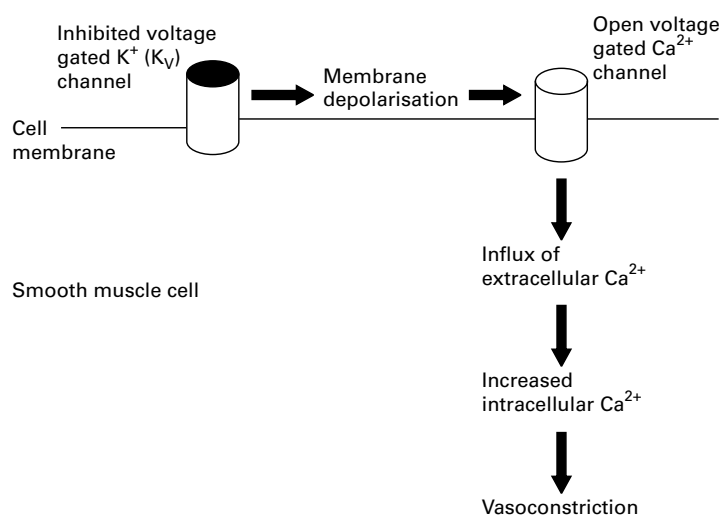 Inhibited voltage
gated K⁺ (K_V)
channel
Membrane
depolarisation
Open voltage
gated Ca²⁺
channel
Cell
membrane
Influx of
extracellular Ca²⁺
Smooth muscle cell
Increased
intracellular Ca²⁺
Vasoconstriction